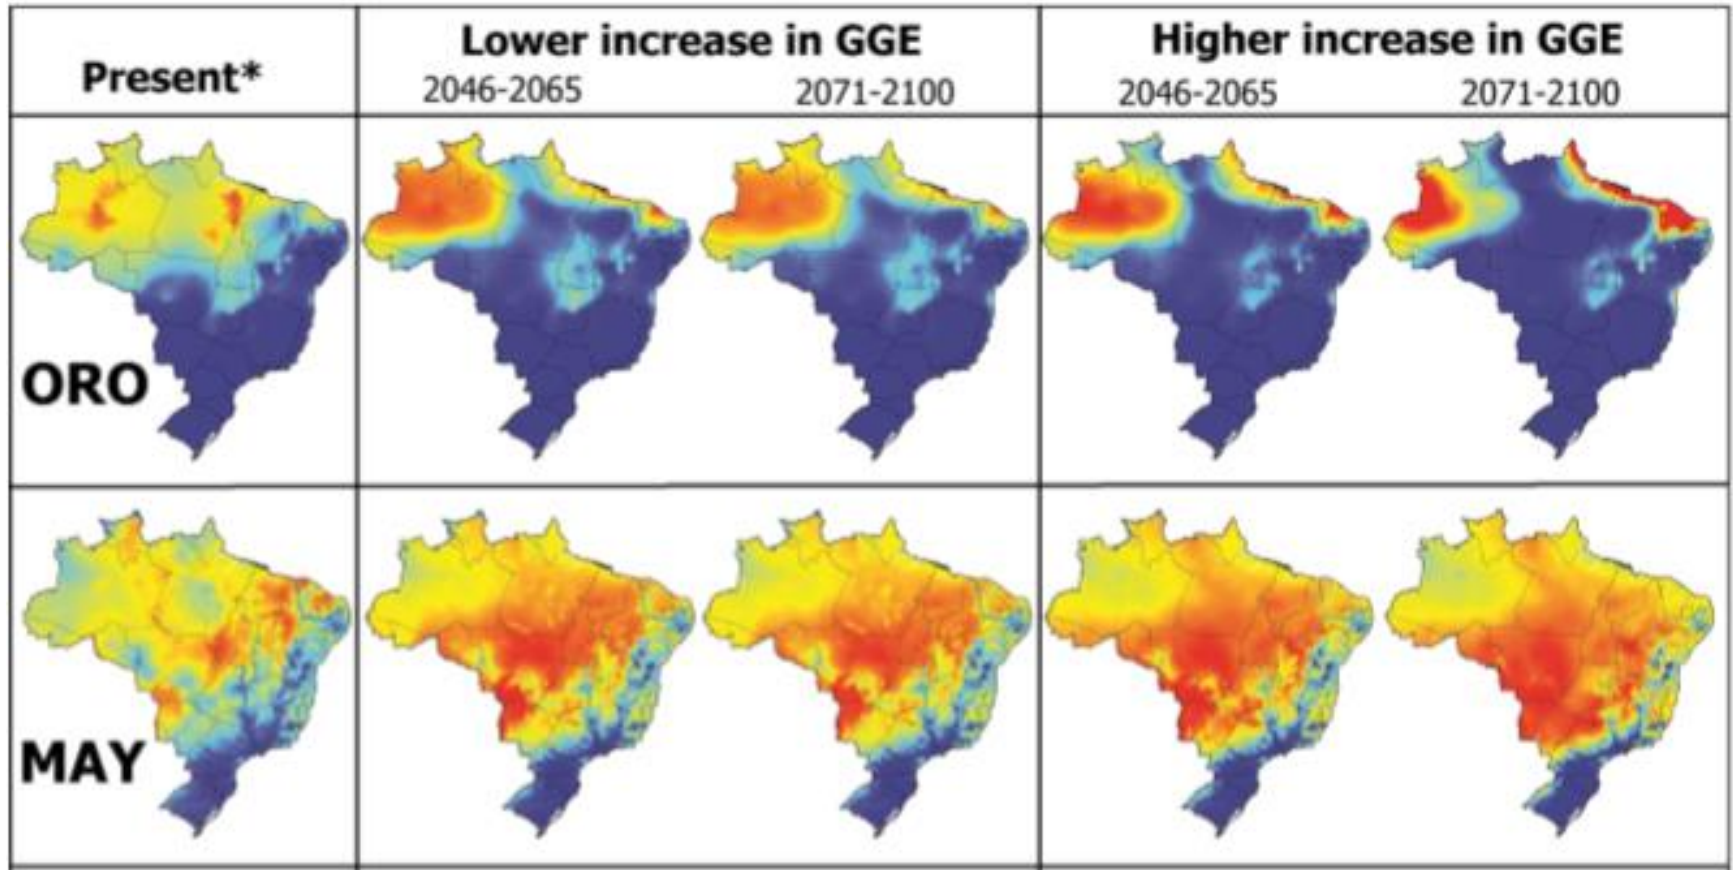 Present*
Lower increase in GGE
2046-2065 2071-2100
Higher increase in GGE
2046-2065 2071-2100
ORO
MAY